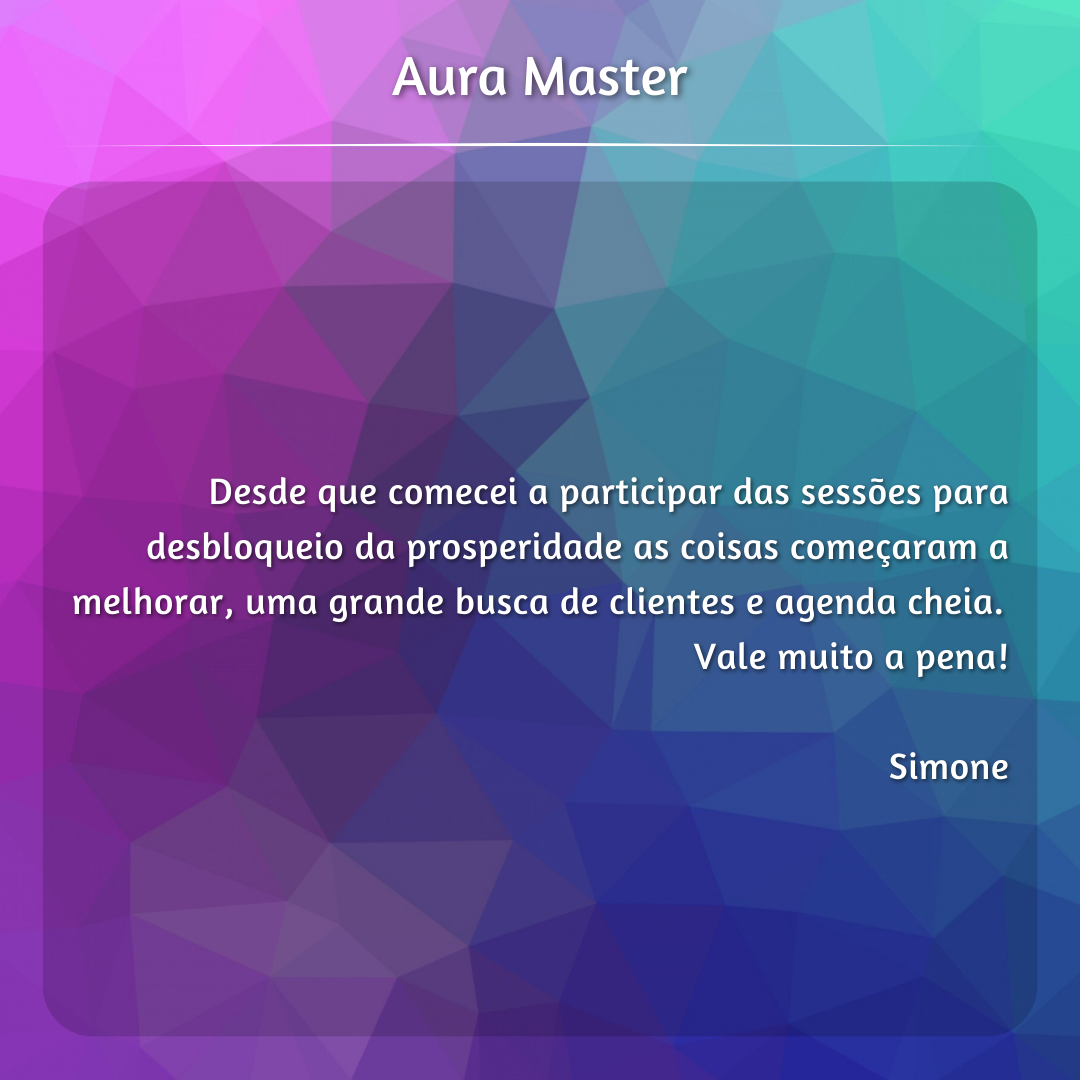 Aura Master
Desde que comecei a participar das sessões para
desbloqueio da prosperidade as coisas começaram a
melhorar, uma grande busca de clientes e agenda cheia.
Vale muito a pena!
Simone